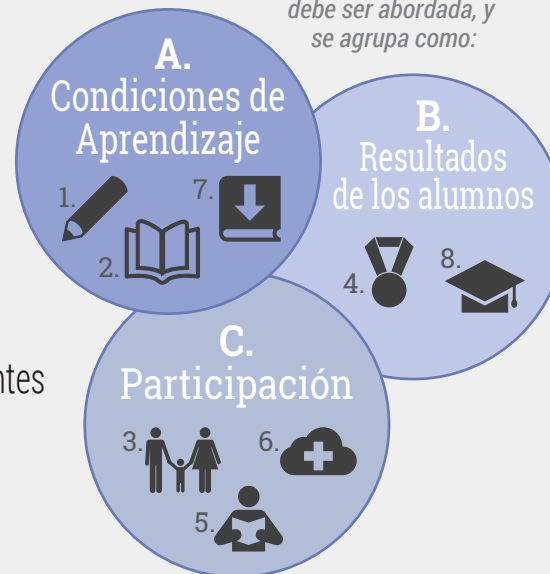 debe ser abordada, y
se agrupa como:
A.
Condiciones de
Aprendizaje
1.
7.
2.
B.
Resultados
de los alumnos
4.
8.
ntes
C.
Participación
3.
6.
5.